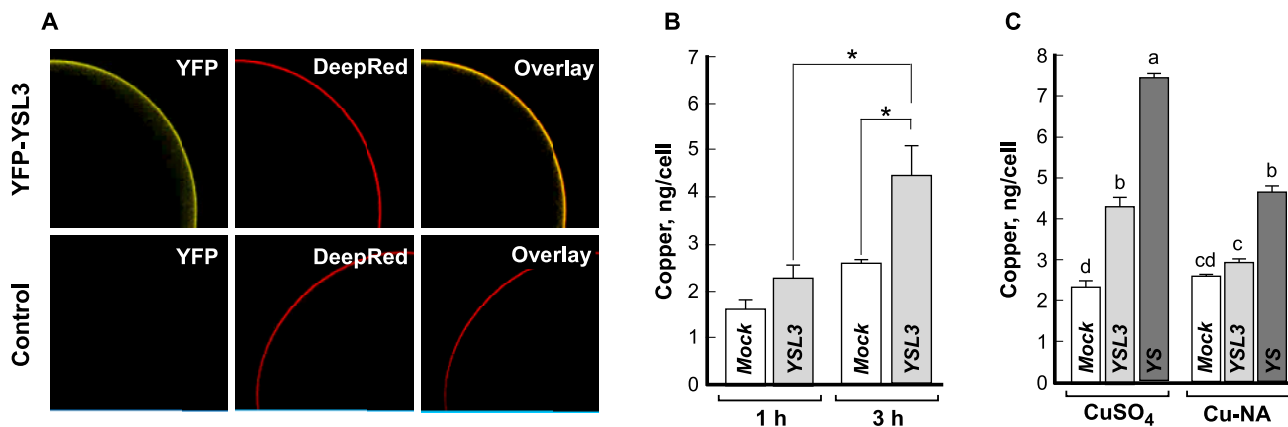 A
YFP-YSL3
YFP
DeepRed
Overlay
Control
YFP
DeepRed
Overlay
B
Copper, ng/cell
7
6
5
4
3
2
1
0
*
*
Mock
YSL3
Mock
YSL3
1 h
3 h
C
Copper, ng/cell
8
7
6
5
4
3
2
1
0
d
b
a
cd
c
b
Mock
YSL3
YS
Mock
YSL3
YS
CuSO₄
Cu-NA